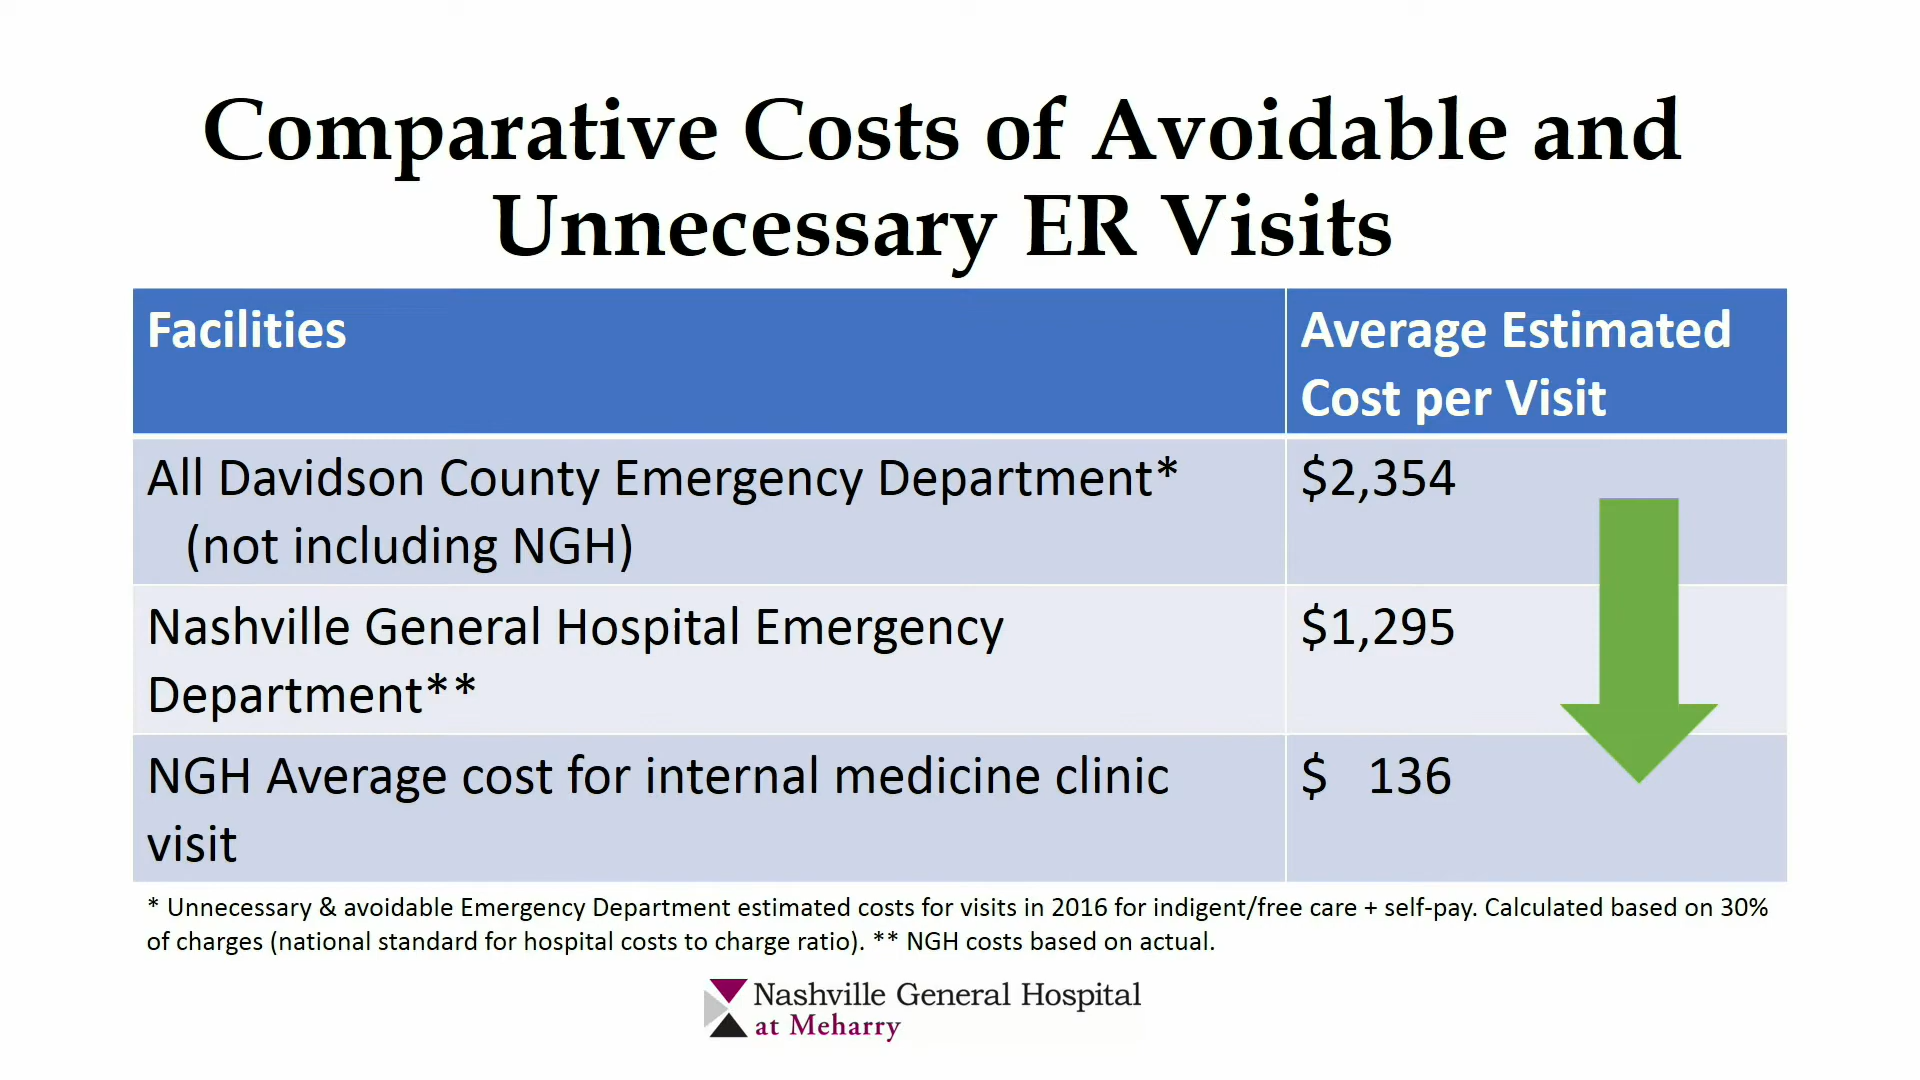 Comparative Costs of Avoidable and
Unnecessary ER Visits
Facilities
Average Estimated
Cost per Visit
All Davidson County Emergency Department*
(not including NGH)
$2,354
Nashville General Hospital Emergency
Department**
$1,295
NGH Average cost for internal medicine clinic
visit
$ 136
* Unnecessary & avoidable Emergency Department estimated costs for visits in 2016 for indigent/free care + self-pay. Calculated based on 30%
of charges (national standard for hospital costs to charge ratio). ** NGH costs based on actual.
Nashville General Hospital
at Meharry